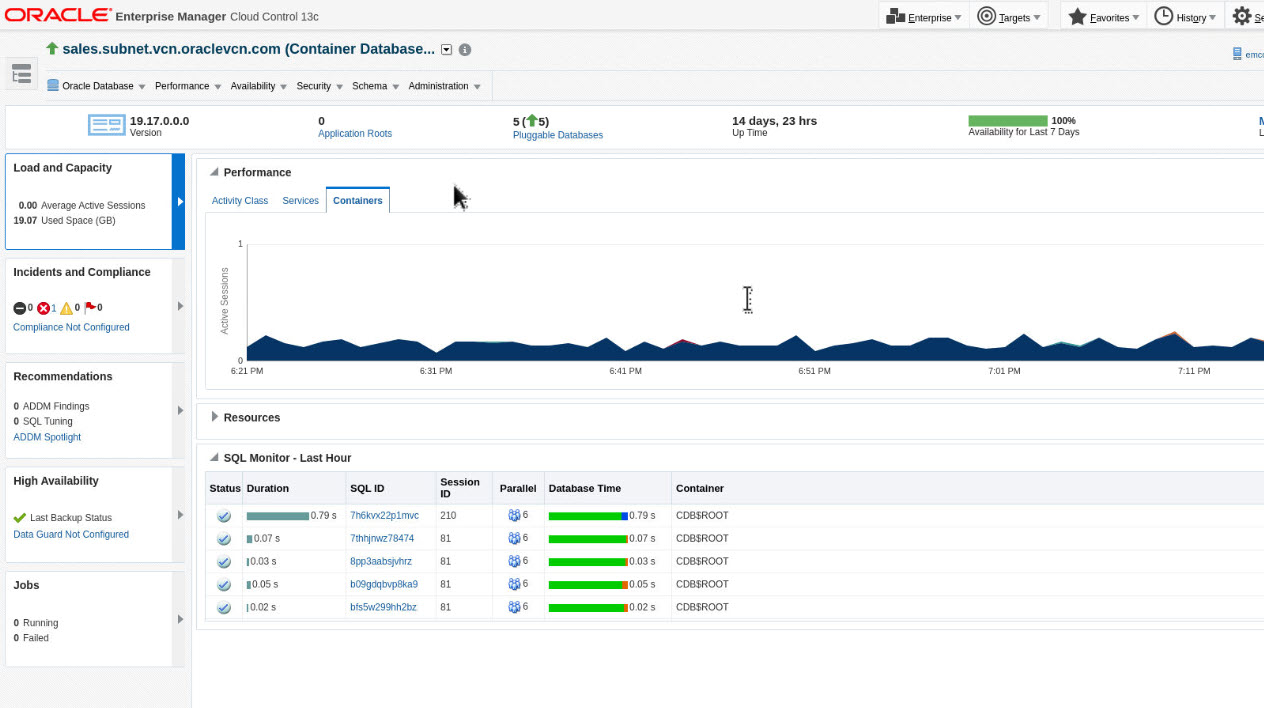 ORACLE Enterprise Manager Cloud Control 13c
Enterprise Targets Favorites History
sales.subnet.vcn.oraclevcn.com (Container Database...
Oracle Database Performance Availability Security Schema Administration
19.17.0.0.0
Version
0
Application Roots
5 (5)
Pluggable Databases
14 days, 23 hrs
Up Time
100%
Availability for Last 7 Days
Load and Capacity
0.00 Average Active Sessions
19.07 Used Space (GB)
Incidents and Compliance
0 1 0 0
Compliance Not Configured
Recommendations
0 ADDM Findings
0 SQL Tuning
ADDM Spotlight
High Availability
Last Backup Status
Data Guard Not Configured
Jobs
0 Running
0 Failed
Performance
Activity Class Services Containers
Active Sessions
1
0
6:21 PM 6:31 PM 6:41 PM 6:51 PM 7:01 PM 7:11 PM
Resources
SQL Monitor - Last Hour
Status Duration SQL ID Session ID Parallel Database Time Container
0.79 s 7h6kvx22p1mvc 210 6 0.79 s CDB$ROOT
0.07 s 7thhjnwz78474 81 6 0.07 s CDB$ROOT
0.03 s 8pp3aabsjvhrz 81 6 0.03 s CDB$ROOT
0.05 s b09gdqbvp8ka9 81 6 0.05 s CDB$ROOT
0.02 s bfs5w299hh2bz 81 6 0.02 s CDB$ROOT